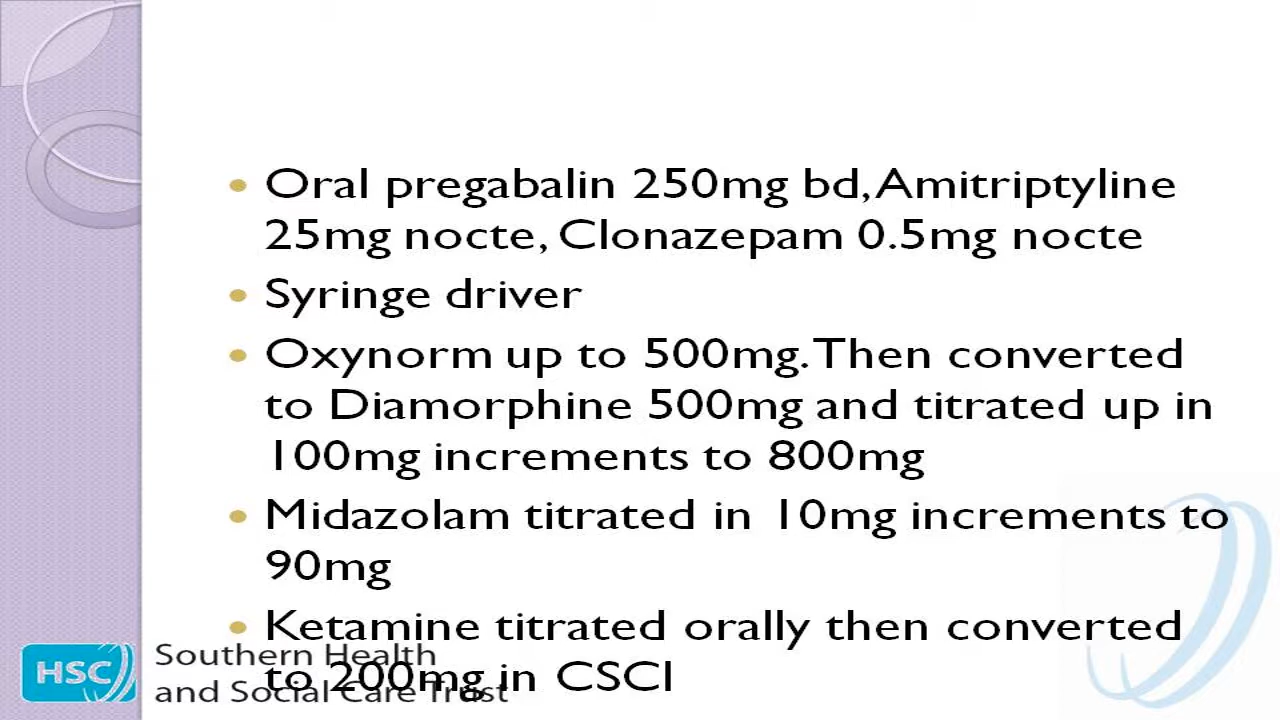 • Oral pregabalin 250mg bd, Amitriptyline
25mg nocte, Clonazepam 0.5mg nocte
• Syringe driver
• Oxynorm up to 500mg. Then converted
to Diamorphine 500mg and titrated up in
100mg increments to 800mg
• Midazolam titrated in 10mg increments to
90mg
• Ketamine titrated orally then converted
to 200mg in CSCI
HSC
Southern Health
and Social Care Trust